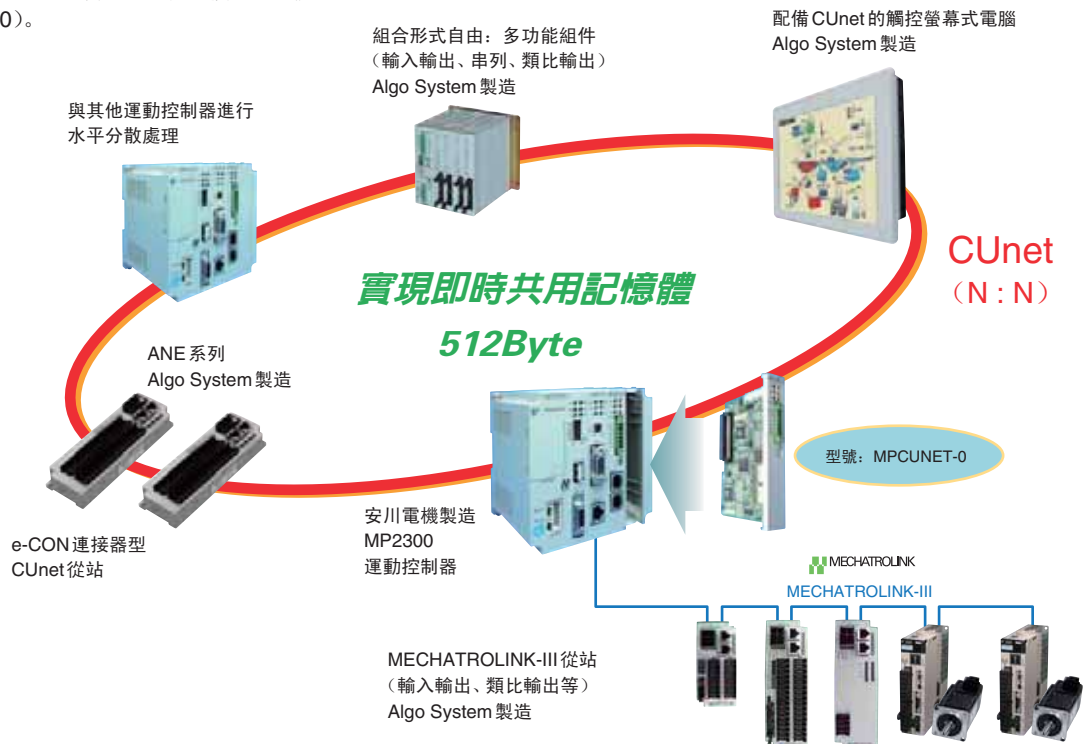 0）。
配備CUnet的觸控螢幕式電腦
Algo System製造
組合形式自由：多功能組件
（輸入輸出、串列、類比輸出）
Algo System製造
與其他運動控制器進行
水平分散處理
CUnet
（N : N）
實現即時共用記憶體
512Byte
ANE系列
Algo System製造
型號：MPCUNET-0
安川電機製造
MP2300
運動控制器
e-CON連接器型
CUnet從站
MECHATROLINK
MECHATROLINK-III
MECHATROLINK-III從站
（輸入輸出、類比輸出等）
Algo System製造